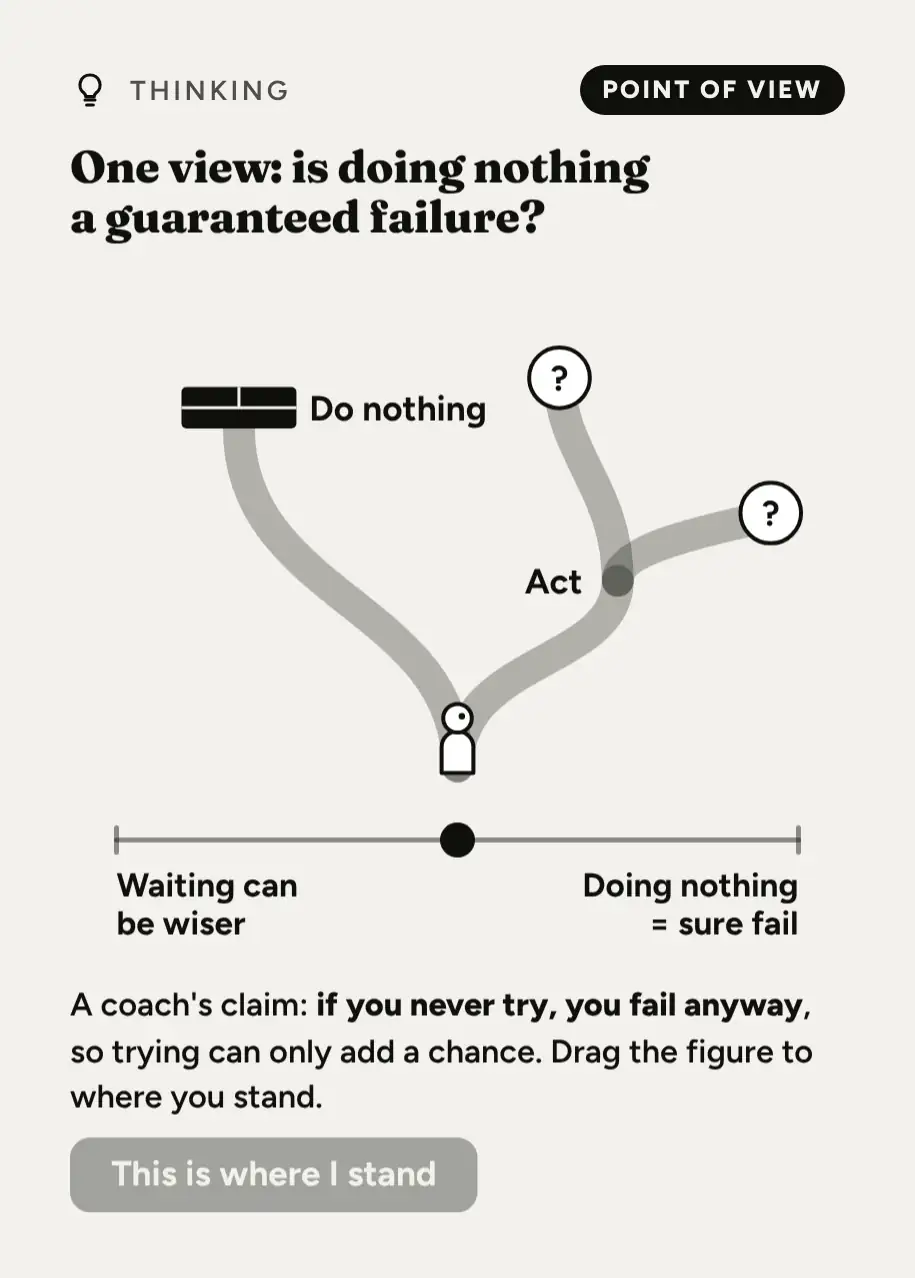 THINKING
POINT OF VIEW
One view: is doing nothing
a guaranteed failure?
?
Do nothing
?
Act
Waiting can
be wiser
Doing nothing
= sure fail
A coach's claim: if you never try, you fail anyway,
so trying can only add a chance. Drag the figure to
where you stand.
This is where I stand